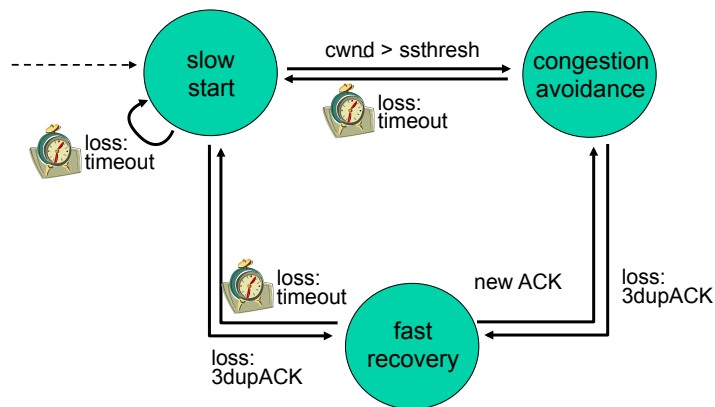 slow
start
cwnd > ssthresh
congestion
avoidance
loss:
timeout
loss:
timeout
loss:
timeout
new ACK
loss:
3dupACK
fast
recovery
loss:
3dupACK